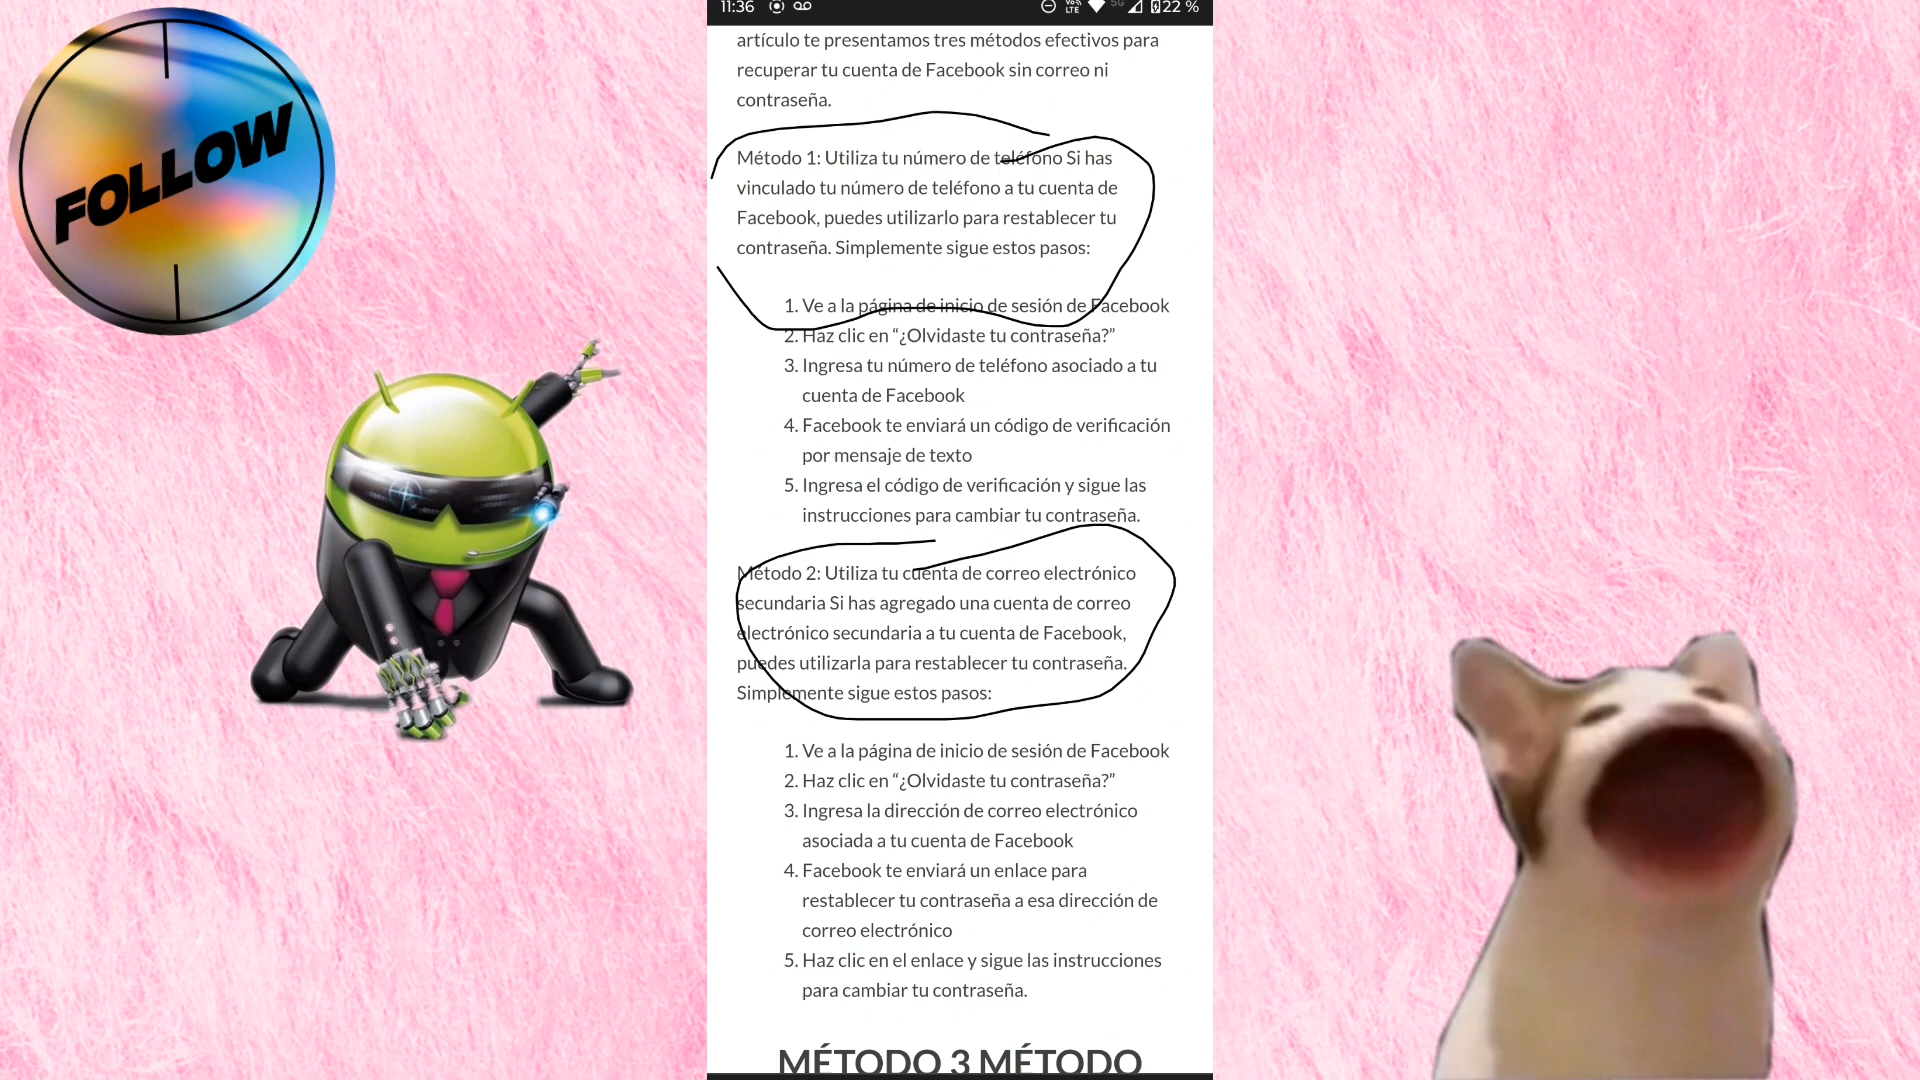 FOLLOW
11:36 VoLTE 5G 22 %
artículo te presentamos tres métodos efectivos para
recuperar tu cuenta de Facebook sin correo ni
contraseña.
Método 1: Utiliza tu número de teléfono Si has
vinculado tu número de teléfono a tu cuenta de
Facebook, puedes utilizarlo para restablecer tu
contraseña. Simplemente sigue estos pasos:
1. Ve a la página de inicio de sesión de Facebook
2. Haz clic en “¿Olvidaste tu contraseña?”
3. Ingresa tu número de teléfono asociado a tu
cuenta de Facebook
4. Facebook te enviará un código de verificación
por mensaje de texto
5. Ingresa el código de verificación y sigue las
instrucciones para cambiar tu contraseña.
Método 2: Utiliza tu cuenta de correo electrónico
secundaria Si has agregado una cuenta de correo
electrónico secundaria a tu cuenta de Facebook,
puedes utilizarla para restablecer tu contraseña.
Simplemente sigue estos pasos:
1. Ve a la página de inicio de sesión de Facebook
2. Haz clic en “¿Olvidaste tu contraseña?”
3. Ingresa la dirección de correo electrónico
asociada a tu cuenta de Facebook
4. Facebook te enviará un enlace para
restablecer tu contraseña a esa dirección de
correo electrónico
5. Haz clic en el enlace y sigue las instrucciones
para cambiar tu contraseña.
MÉTODO 3 MÉTODO